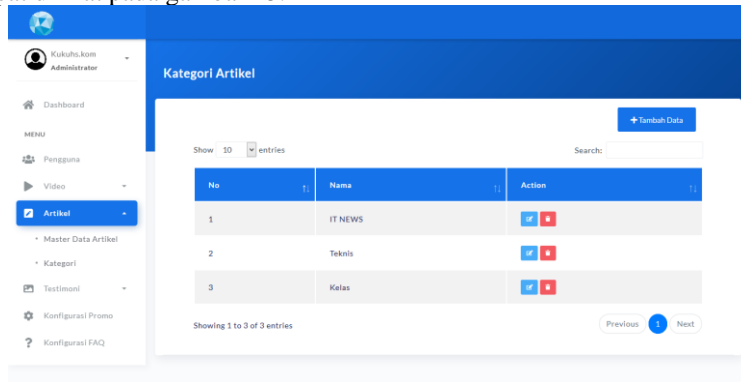 Kukuhs.kom
Administrator
Kategori Artikel
Dashboard
+ Tambah Data
MENU
Show 10 entries
Search:
Pengguna
Video
No
Nama
Action
Artikel
1 IT NEWS
Master Data Artikel
2 Teknis
Kategori
3 Kelas
Testimoni
Konfigurasi Promo
Showing 1 to 3 of 3 entries
Previous 1 Next
? Konfigurasi FAQ